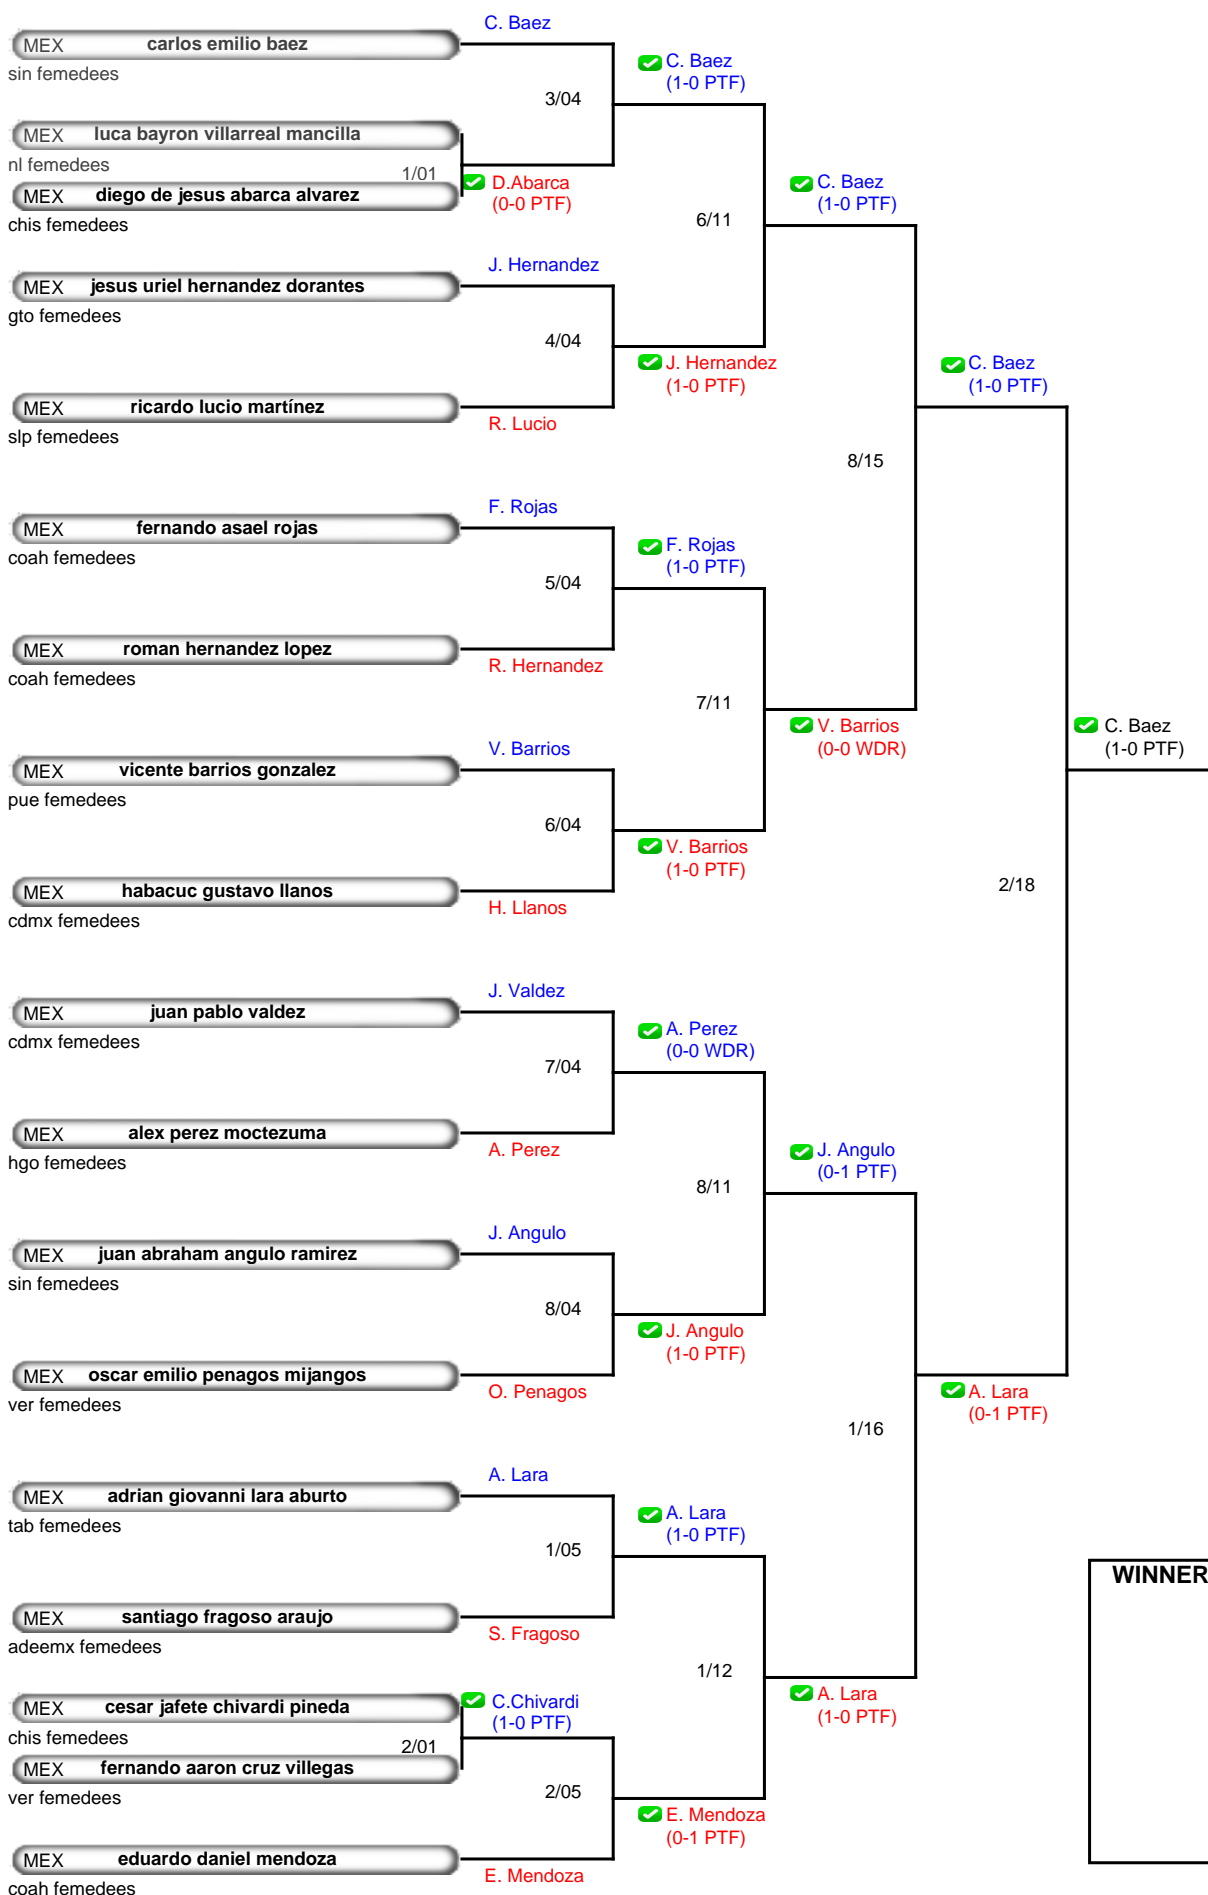 C. Baez
MEX carlos emilio baez
sin femedees
C. Baez
(1-0 PTF)
3/04
MEX luca bayron villarreal mancilla
nl femedees
1/01
MEX diego de jesus abarca alvarez
chis femedees
D.Abarca
(0-0 PTF)
C. Baez
(1-0 PTF)
6/11
J. Hernandez
MEX jesus uriel hernandez dorantes
gto femedees
4/04
J. Hernandez
(1-0 PTF)
C. Baez
(1-0 PTF)
MEX ricardo lucio martínez
slp femedees
R. Lucio
8/15
F. Rojas
MEX fernando asael rojas
coah femedees
F. Rojas
(1-0 PTF)
5/04
MEX roman hernandez lopez
coah femedees
R. Hernandez
7/11
V. Barrios
(0-0 WDR)
C. Baez
(1-0 PTF)
V. Barrios
MEX vicente barrios gonzalez
pue femedees
6/04
V. Barrios
(1-0 PTF)
MEX habacuc gustavo llanos
cdmx femedees
H. Llanos
2/18
J. Valdez
MEX juan pablo valdez
cdmx femedees
A. Perez
(0-0 WDR)
7/04
MEX alex perez moctezuma
hgo femedees
A. Perez
J. Angulo
(0-1 PTF)
8/11
J. Angulo
MEX juan abraham angulo ramirez
sin femedees
8/04
J. Angulo
(1-0 PTF)
MEX oscar emilio penagos mijangos
ver femedees
O. Penagos
A. Lara
(0-1 PTF)
1/16
A. Lara
MEX adrian giovanni lara aburto
tab femedees
A. Lara
(1-0 PTF)
1/05
WINNER
MEX santiago fragoso araujo
adeemx femedees
S. Fragoso
1/12
A. Lara
(1-0 PTF)
MEX cesar jafete chivardi pineda
chis femedees
C.Chivardi
(1-0 PTF)
2/01
MEX fernando aaron cruz villegas
ver femedees
2/05
E. Mendoza
(0-1 PTF)
MEX eduardo daniel mendoza
coah femedees
E. Mendoza